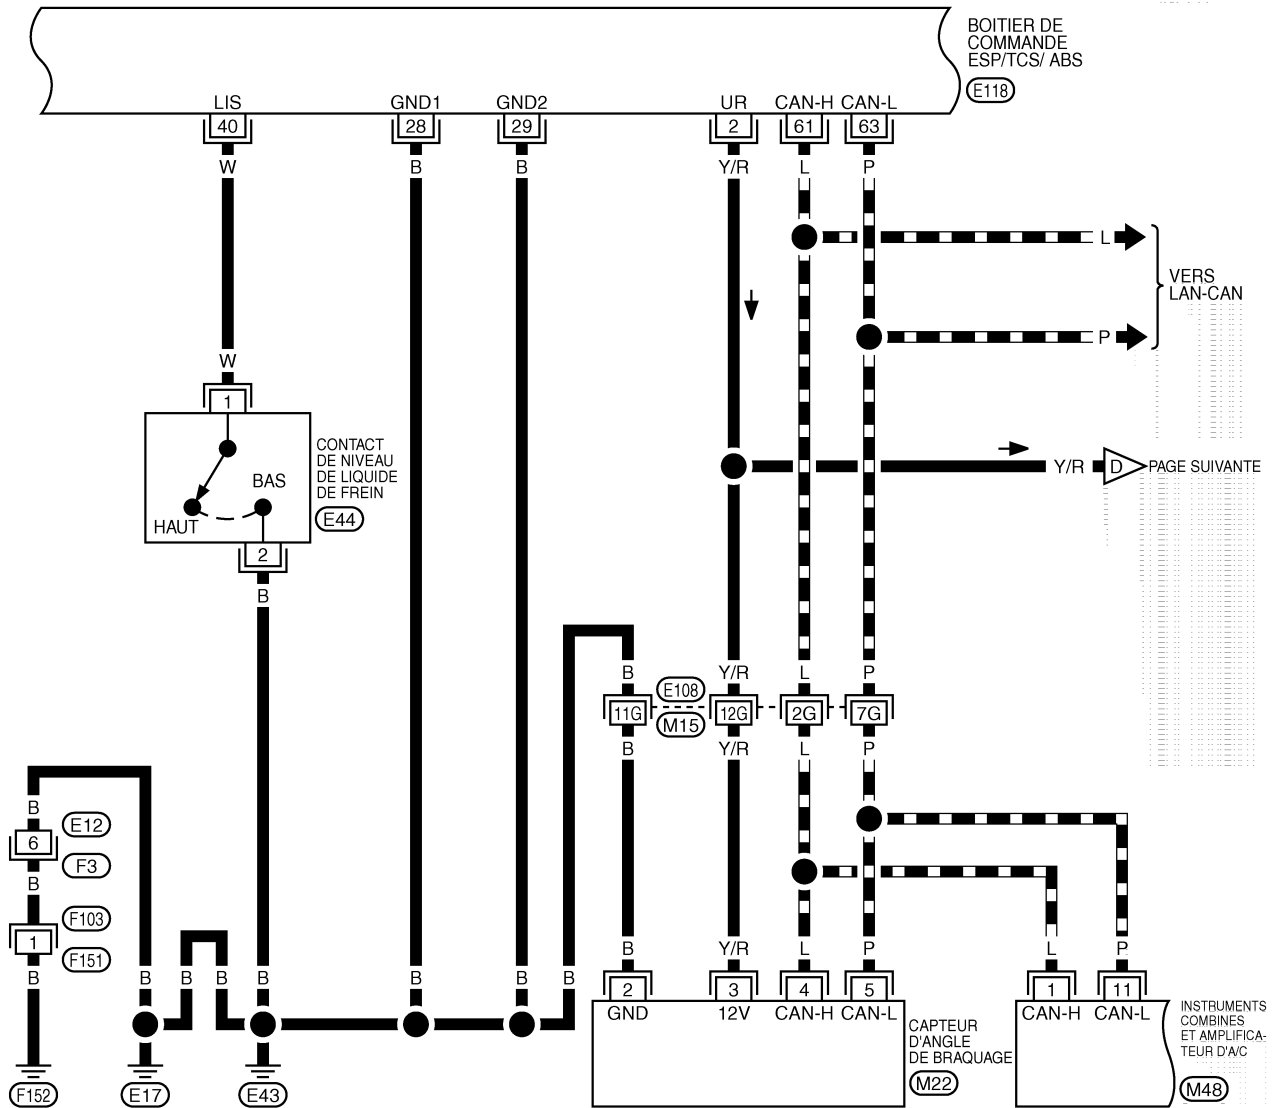 BOITIER DE
COMMANDE
ESP/TCS/ ABS
E118
LIS GND1 GND2 UR CAN-H CAN-L
40 28 29 2 61 63
W B B Y/R L P
L
VERS
LAN-CAN
P
W
1
CONTACT
DE NIVEAU
DE LIQUIDE
DE FREIN
E44
BAS
HAUT
Y/R D PAGE SUIVANTE
2
B
B Y/R L P
E108
11G 12G 2G 7G
M15
B Y/R L P
B
E12
6
F3
B
F103
1
F151
B B B B B B B B
B Y/R L P L P
2 3 4 5 1 11
GND 12V CAN-H CAN-L CAN-H CAN-L
CAPTEUR
D'ANGLE
DE BRAQUAGE
M22
INSTRUMENTS
COMBINES
ET AMPLIFICA-
TEUR D'A/C
M48
F152 E17 E43